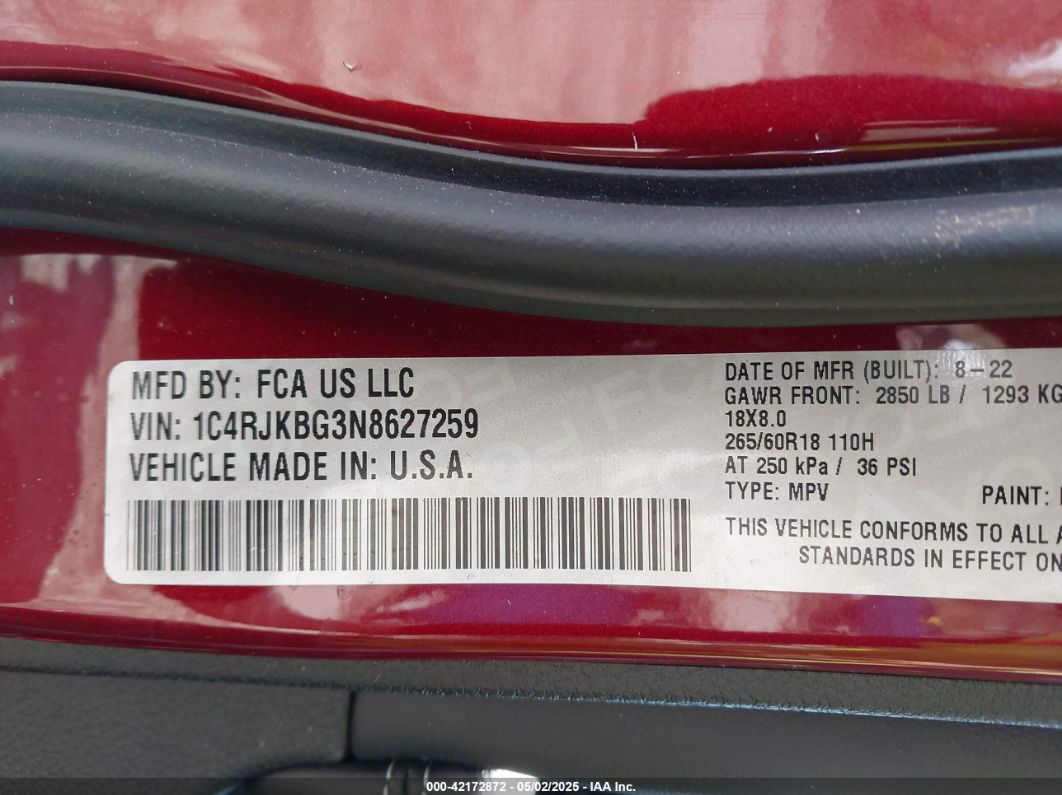 MFD BY: FCA US LLC
VIN: 1C4RJKBG3N8627259
VEHICLE MADE IN: U.S.A.
DATE OF MFR (BUILT): 8-22
GAWR FRONT: 2850 LB / 1293 KG
18X8.0
265/60R18 110H
AT 250 kPa / 36 PSI
TYPE: MPV PAINT:
THIS VEHICLE CONFORMS TO ALL
STANDARDS IN EFFECT ON
000-42172872 - 05/02/2025 - IAA Inc.